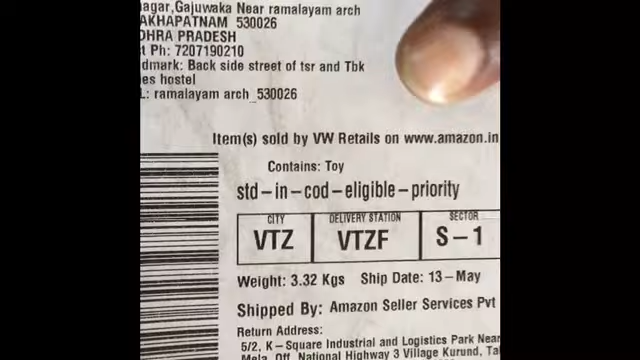 agar,Gajuwaka Near ramalayam arch
AKHAPATNAM 530026
DHRA PRADESH
t Ph: 7207190210
dmark: Back side street of tsr and Tbk
es hostel
L: ramalayam arch_530026
Item(s) sold by VW Retails on www.amazon.in
Contains: Toy
std-in-cod-eligible-priority
CITY DELIVERY STATION SECTOR
VTZ VTZF S-1
Weight: 3.32 Kgs Ship Date: 13-May
Shipped By: Amazon Seller Services Pvt
Return Address:
5/2, K-Square Industrial and Logistics Park Near
Off. National Highway 3 Village Kurund, Tal